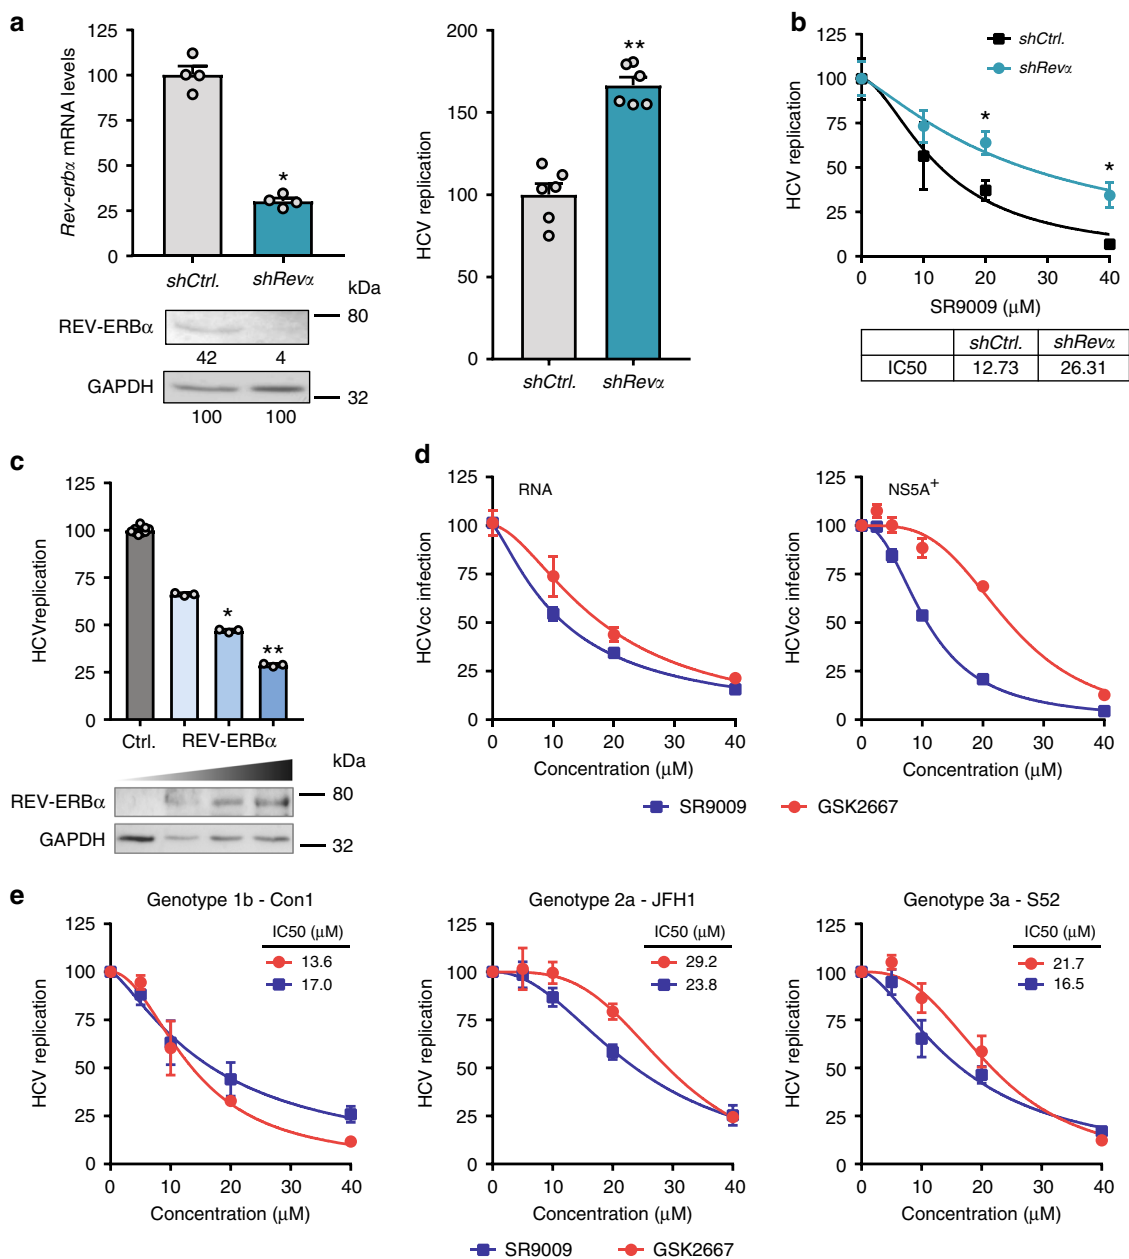 a
Rev-erbα mRNA levels
125
100
75
50
25
0
*
shCtrl.
shRevα
kDa
REV-ERBα
80
42
4
GAPDH
32
100
100
HCV replication
200
150
100
50
0
**
shCtrl.
shRevα
b
HCV replication
125
100
75
50
25
0
shCtrl.
shRevα
*
*
0
10
20
30
40
SR9009 (μM)
shCtrl.
shRevα
IC50
12.73
26.31
c
HCVreplication
125
100
75
50
25
0
*
**
Ctrl.
REV-ERBα
kDa
REV-ERBα
80
GAPDH
32
d
HCVcc infection
125
100
75
50
25
0
RNA
0
10
20
30
40
Concentration (μM)
HCVcc infection
125
100
75
50
25
0
NS5A+
0
10
20
30
40
Concentration (μM)
SR9009
GSK2667
e
Genotype 1b - Con1
HCV replication
125
100
75
50
25
0
IC50 (μM)
13.6
17.0
0
10
20
30
40
Concentration (μM)
Genotype 2a - JFH1
HCV replication
125
100
75
50
25
0
IC50 (μM)
29.2
23.8
0
10
20
30
40
Concentration (μM)
Genotype 3a - S52
HCV replication
125
100
75
50
25
0
IC50 (μM)
21.7
16.5
0
10
20
30
40
Concentration (μM)
SR9009
GSK2667